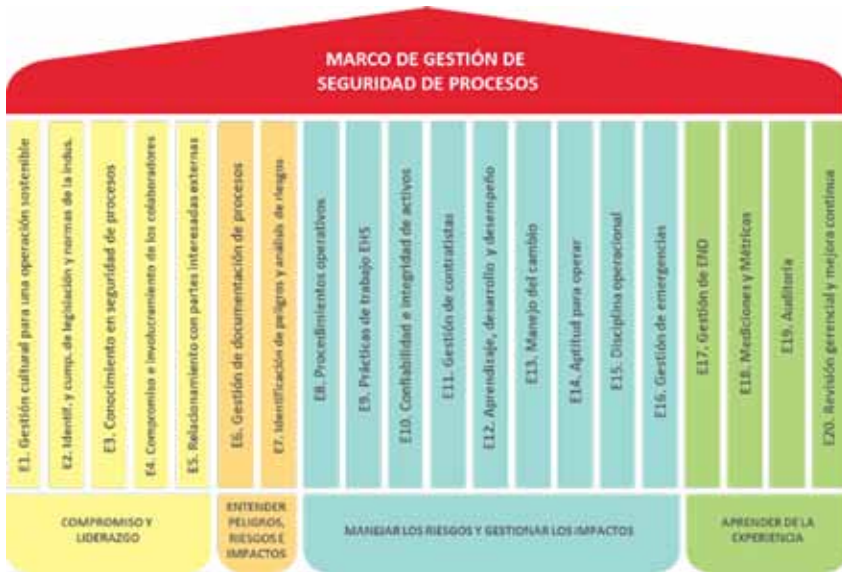 MARCO DE GESTIÓN DE
SEGURIDAD DE PROCESOS
E1. Gestión cultural para una operación sostenible
E2. Identif. y cump. de legislación y normas de la indus.
E3. Conocimiento en seguridad de procesos
E4. Compromiso e involucramiento de los colaboradores
E5. Relacionamiento con partes interesadas externas
E6. Gestión de documentación de procesos
E7. Identificación de peligros y análisis de riesgos
E8. Procedimientos operativos
E9. Prácticas de trabajo EHS
E10. Confiabilidad e integridad de activos
E11. Gestión de contratistas
E12. Aprendizaje, desarrollo y desempeño
E13. Manejo del cambio
E14. Aptitud para operar
E15. Disciplina operacional
E16. Gestión de emergencias
E17. Gestión de END
E18. Mediciones y Métricas
E19. Auditoría
E20. Revisión gerencial y mejora continua
COMPROMISO Y
LIDERAZGO
ENTENDER
PELIGROS,
RIESGOS E
IMPACTOS
MANEJAR LOS RIESGOS Y GESTIONAR LOS IMPACTOS
APRENDER DE LA
EXPERIENCIA